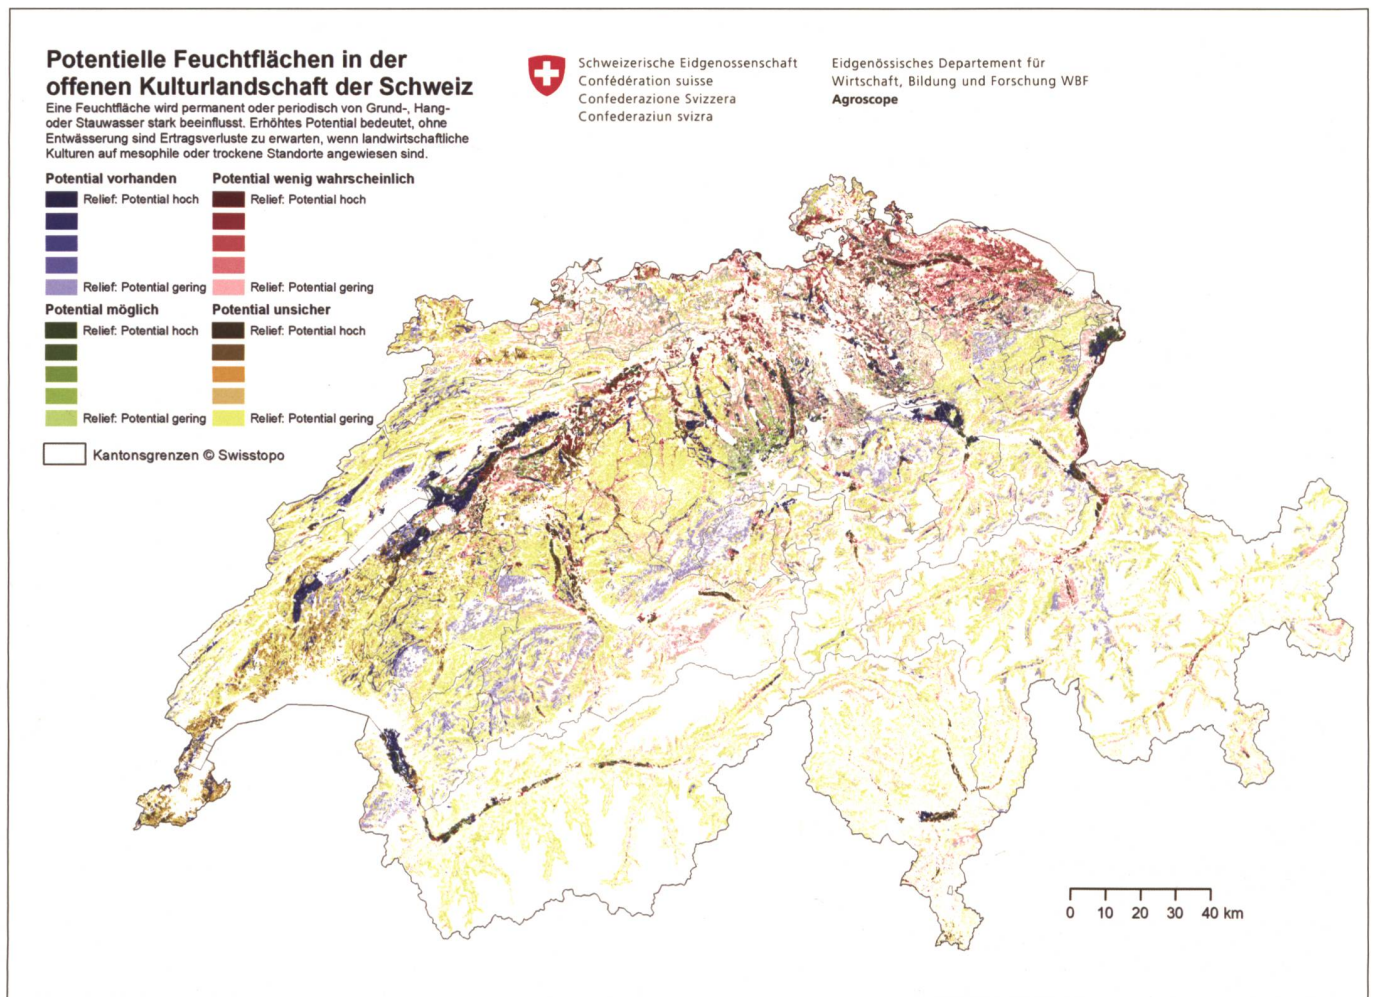 Potentielle Feuchtflächen in der
offenen Kulturlandschaft der Schweiz
Eine Feuchtfläche wird permanent oder periodisch von Grund-, Hang-
oder Stauwasser stark beeinflusst. Erhöhtes Potential bedeutet, ohne
Entwässerung sind Ertragsverluste zu erwarten, wenn landwirtschaftliche
Kulturen auf mesophile oder trockene Standorte angewiesen sind.
Schweizerische Eidgenossenschaft
Confédération suisse
Confederazione Svizzera
Confederaziun svizra
Eidgenössisches Departement für
Wirtschaft, Bildung und Forschung WBF
Agroscope
Potential vorhanden
Relief: Potential hoch
Relief: Potential gering
Potential wenig wahrscheinlich
Relief: Potential hoch
Relief: Potential gering
Potential möglich
Relief: Potential hoch
Relief: Potential gering
Potential unsicher
Relief: Potential hoch
Relief: Potential gering
Kantonsgrenzen © Swisstopo
0 10 20 30 40 km